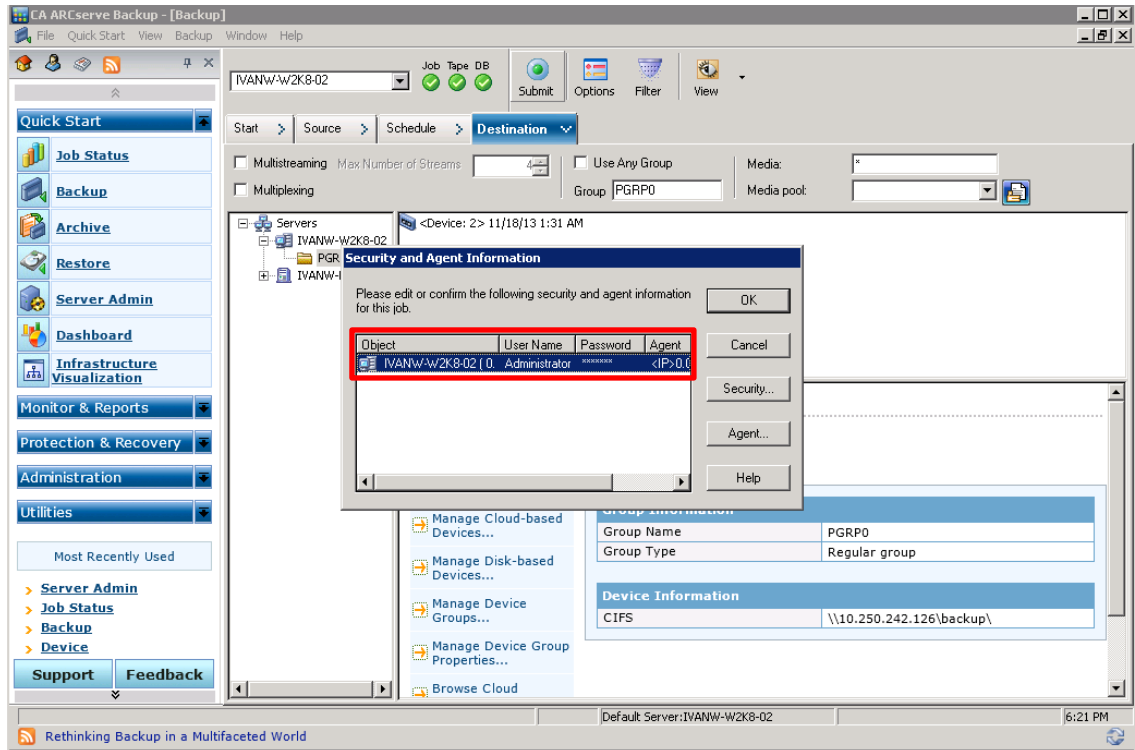 CA ARCserve Backup - [Backup]
File Quick Start View Backup Window Help
IVANW-W2K8-02
Job Tape DB
Submit
Options
Filter
View
Quick Start
Job Status
Backup
Archive
Restore
Server Admin
Dashboard
Infrastructure
Visualization
Monitor & Reports
Protection & Recovery
Administration
Utilities
Most Recently Used
Server Admin
Job Status
Backup
Device
Support Feedback
Start Source Schedule Destination
Multistreaming Max Number of Streams 4 Use Any Group Media: *
Multiplexing Group PGRP0 Media pool:
Servers
IVANW-W2K8-02
PGR
IVANW-
<Device: 2> 11/18/13 1:31 AM
Security and Agent Information
Please edit or confirm the following security and agent information
for this job.
OK
Cancel
Security...
Agent...
Help
Object User Name Password Agent
IVANW-W2K8-02 ( 0. Administrator ******* <IP>0.0
Manage Cloud-based
Devices...
Manage Disk-based
Devices...
Manage Device
Groups...
Manage Device Group
Properties...
Browse Cloud
Group Information
Group Name PGRP0
Group Type Regular group
Device Information
CIFS \\10.250.242.126\backup\
Default Server:IVANW-W2K8-02
6:21 PM
Rethinking Backup in a Multifaceted World